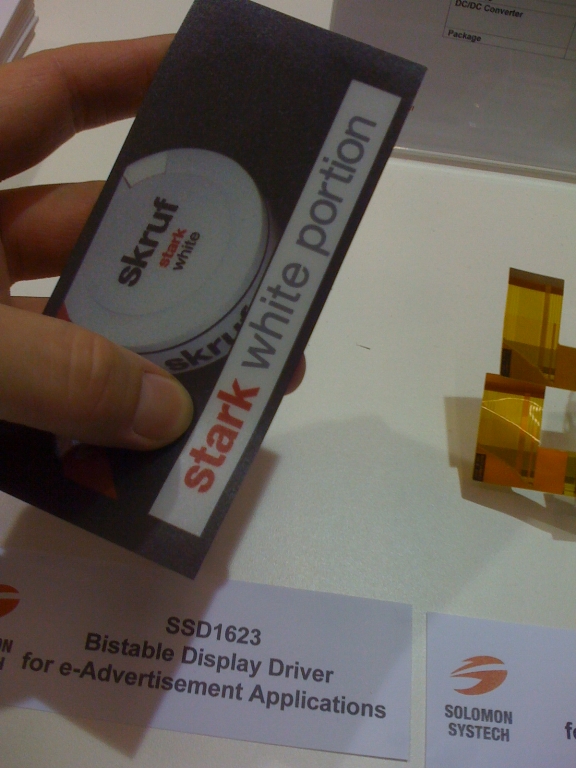 DC/DC Converter
Package
skruf
stark
white
skruf
stark white portion
SSD1623
Bistable Display Driver
for e-Advertisement Applications
SOLOMON
SYSTECH